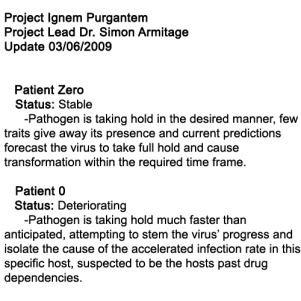 Project Ignem Purgantem
Project Lead Dr. Simon Armitage
Update 03/06/2009
Patient Zero
Status: Stable
-Pathogen is taking hold in the desired manner, few
traits give away its presence and current predictions
forecast the virus to take full hold and cause
transformation within the required time frame.
Patient 0
Status: Deteriorating
-Pathogen is taking hold much faster than
anticipated, attempting to stem the virus' progress and
isolate the cause of the accelerated infection rate in this
specific host, suspected to be the hosts past drug
dependencies.